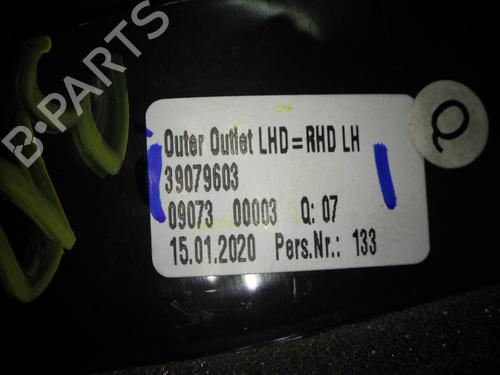 B-PARTS
Outer Outlet LHD=RHD LH
39079603
09073 00003 Q: 07
15.01.2020 Pers.Nr.: 133
Q